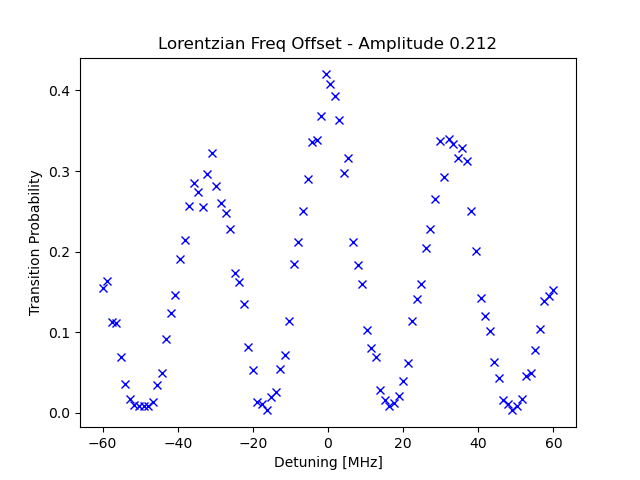 Lorentzian Freq Offset - Amplitude 0.212
0.4
0.3
0.2
0.1
0.0
Transition Probability
−60 −40 −20 0 20 40 60
Detuning [MHz]